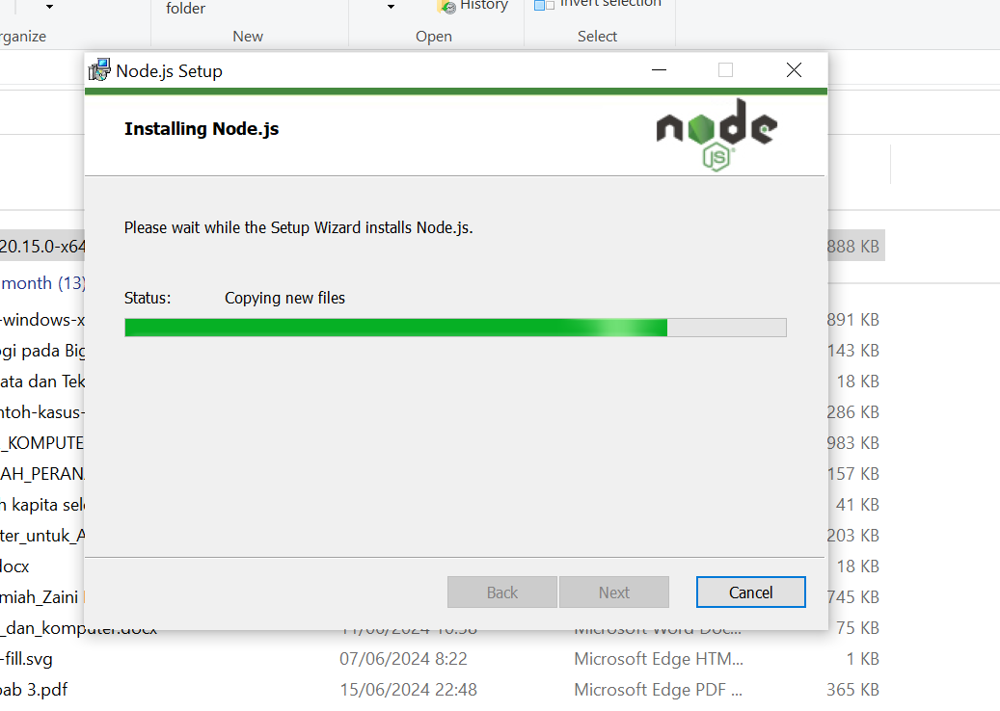 folder
History
Invert selection
rganize
New
Open
Select
Node.js Setup
Installing Node.js
node
JS
Please wait while the Setup Wizard installs Node.js.
20.15.0-x64
888 KB
month (13)
Status:
Copying new files
-windows-x
891 KB
ogi pada Big
143 KB
ata dan Tek
18 KB
ntoh-kasus-
286 KB
_KOMPUTE
983 KB
AH_PERAN
157 KB
h kapita sel
41 KB
ter_untuk_A
203 KB
docx
18 KB
Back
Next
Cancel
miah_Zaini
745 KB
_dan_komputer.docx
11/06/2024 10:58
Microsoft Word Doc...
75 KB
-fill.svg
07/06/2024 8:22
Microsoft Edge HTM...
1 KB
bab 3.pdf
15/06/2024 22:48
Microsoft Edge PDF ...
365 KB